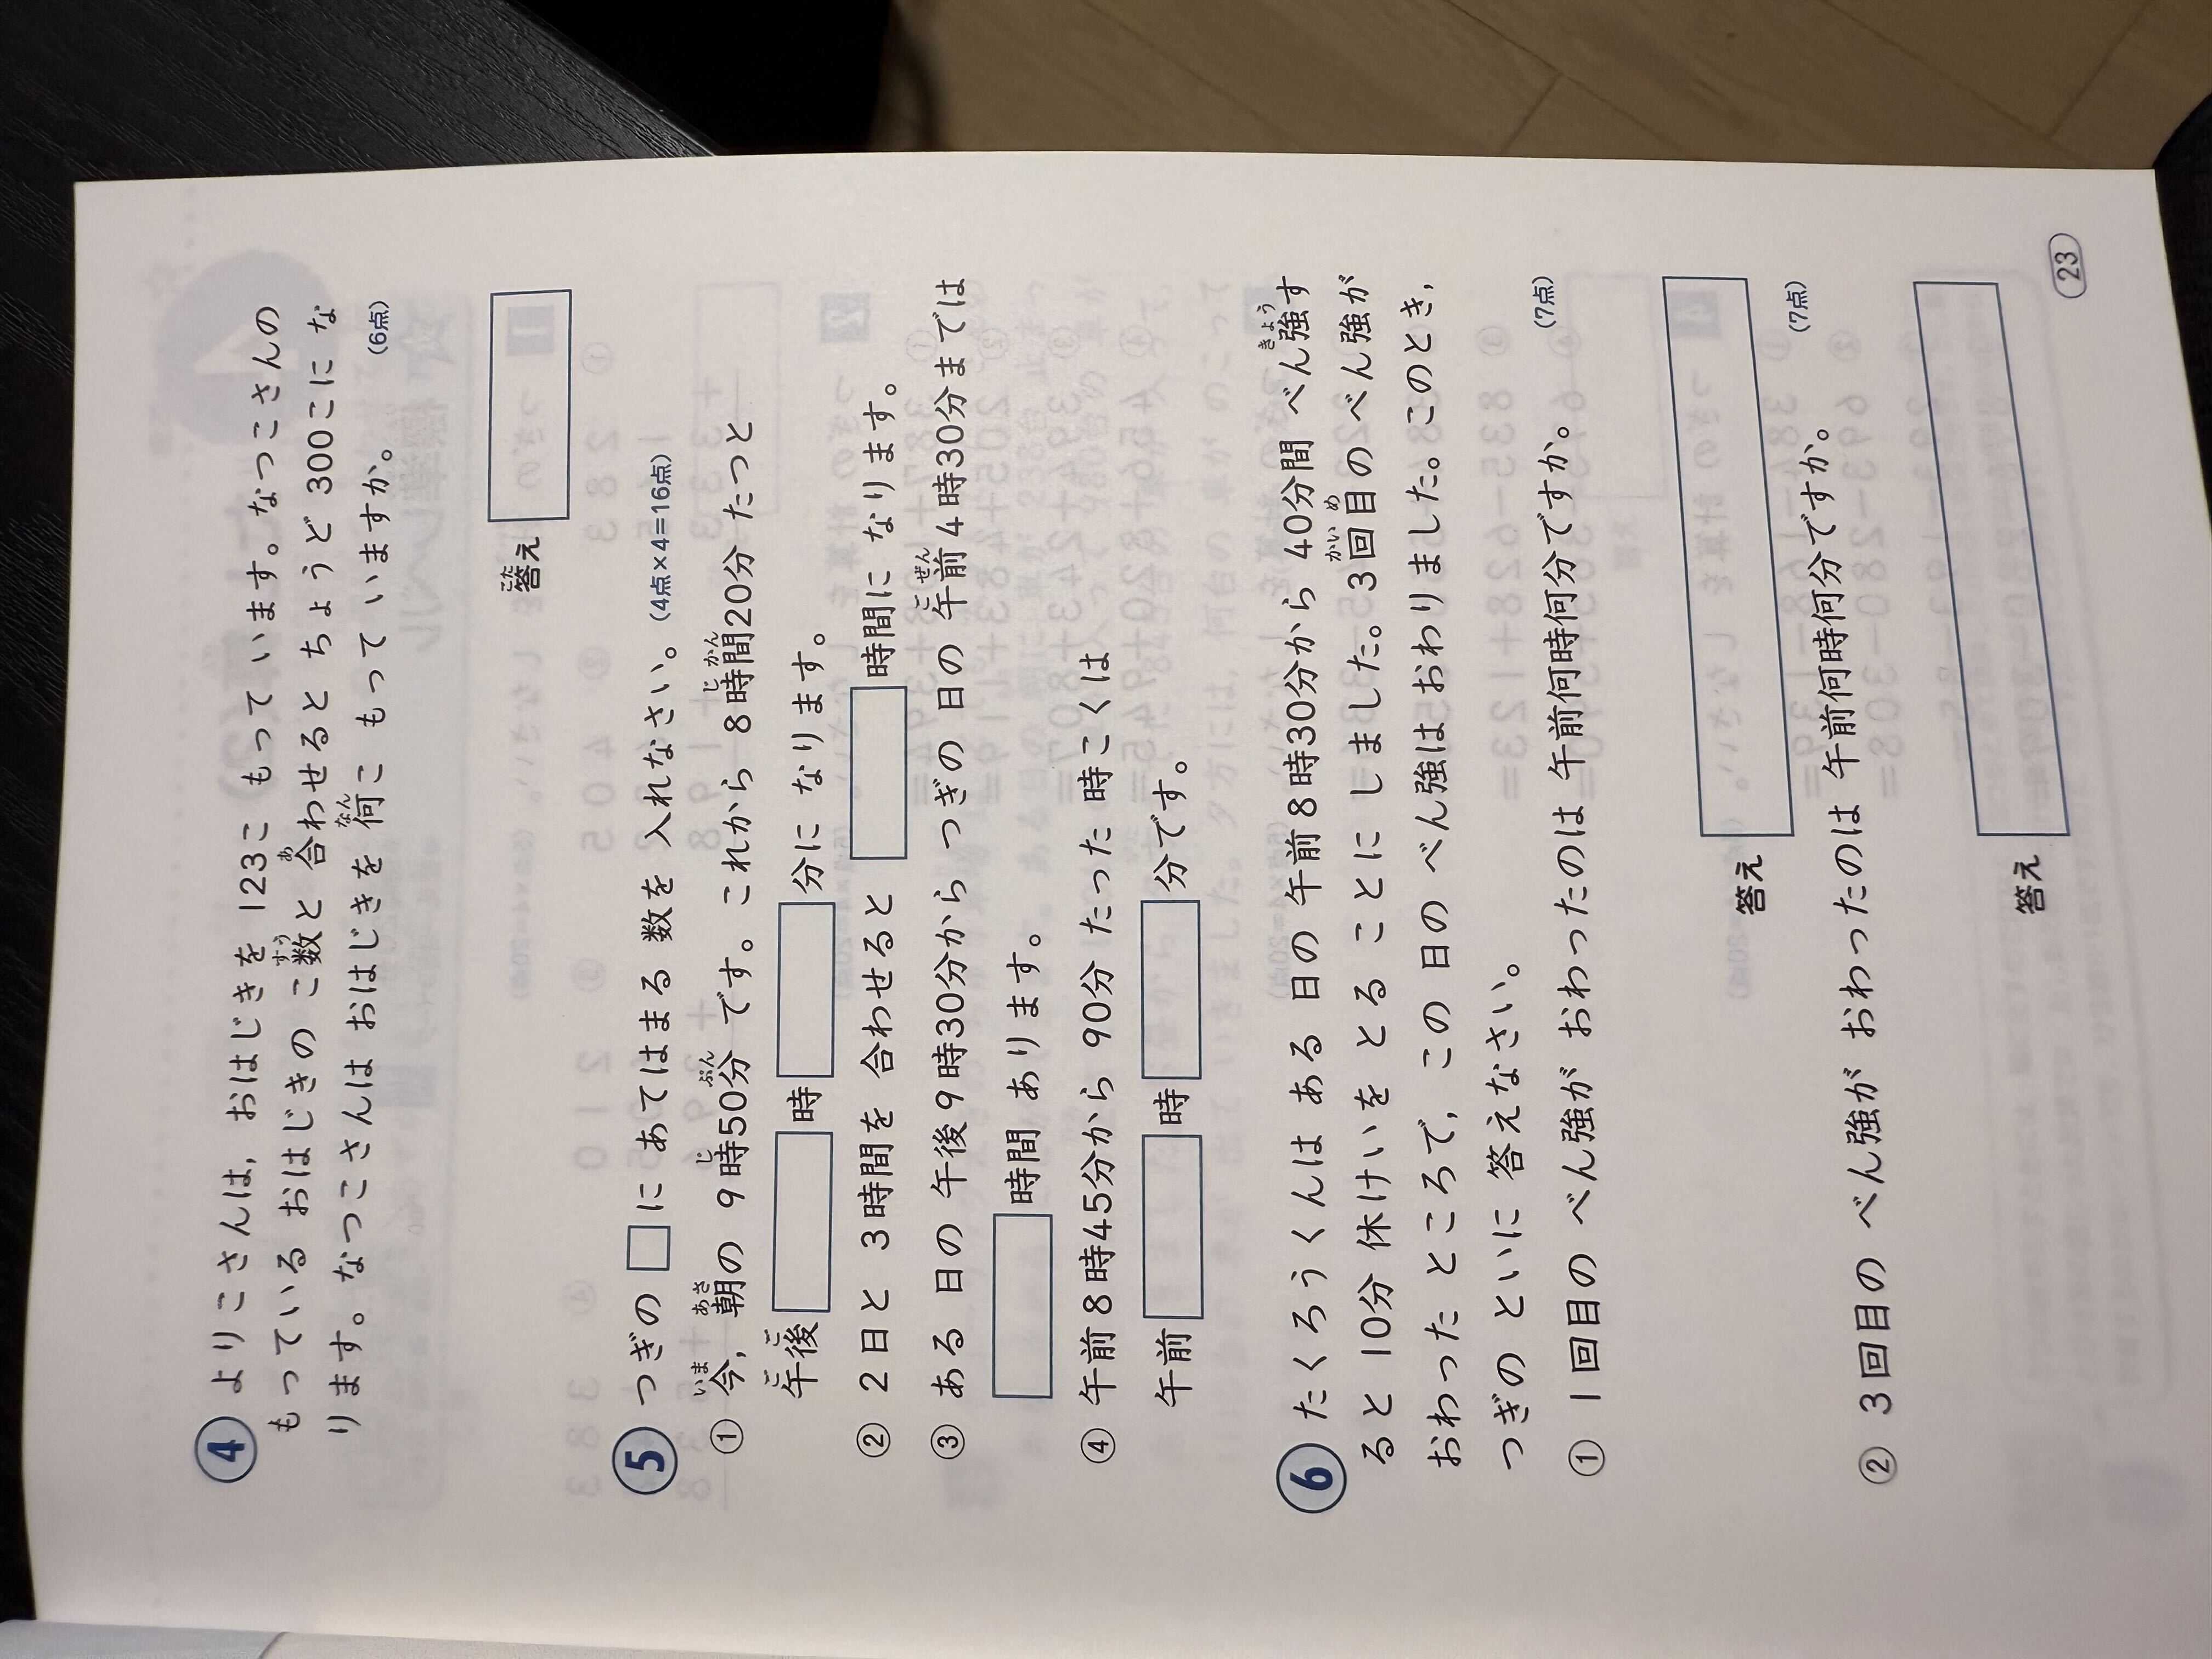 4 よりこさんは，おはじきを 123こ もって います。なつこさんの
もっている おはじきの こ数と 合わせると ちょうど 300こに な
ります。なつこさんは おはじきを 何こ もって いますか。 (6点)
答え
5 つぎの □に あてはまる 数を 入れなさい。(4点×4=16点)
① 今，朝の 9時50分 です。これから 8時間20分 たつと
午後 時 分に なります。
② 2日と 3時間を 合わせると 時間に なります。
③ ある 日の 午後9時30分から つぎの 日の 午前4時30分までは
時間 あります。
④ 午前8時45分から 90分 たった 時こくは
午前 時 分です。
6 たくろうくんは ある 日の 午前8時30分から 40分間 べん強す
ると 10分 休けいを とる ことに しました。3回目の べん強が
おわった ところで，この 日の べん強は おわりました。このとき，
つぎの といに 答えなさい。
① 1回目の べん強が おわったのは 午前何時何分ですか。 (7点)
答え
② 3回目の べん強が おわったのは 午前何時何分ですか。 (7点)
答え
23